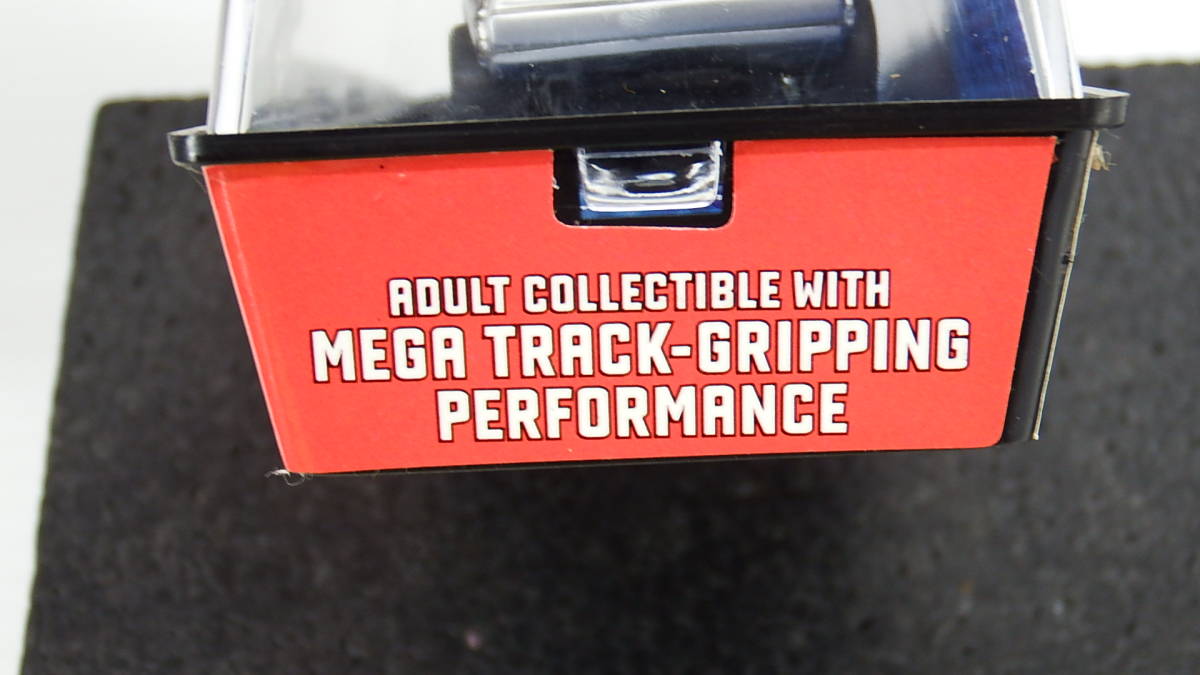 ADULT COLLECTIBLE WITH
MEGA TRACK-GRIPPING
PERFORMANCE